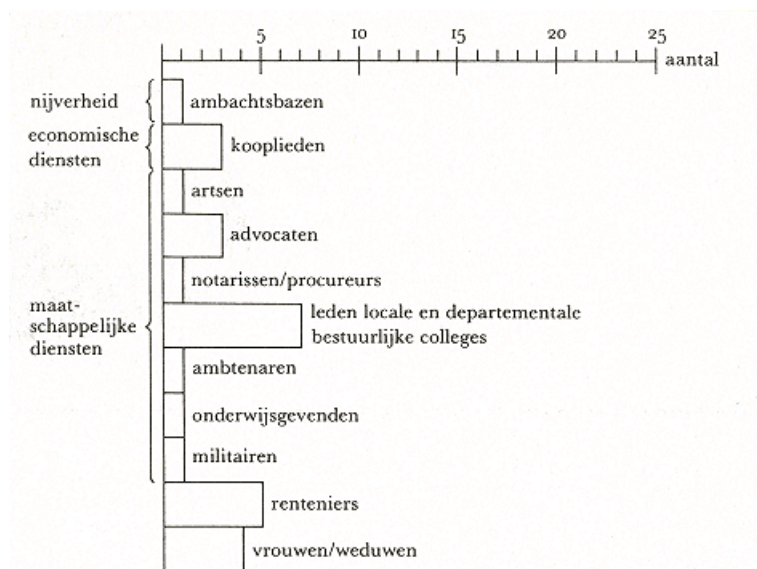 5 10 15 20 25
aantal
nijverheid
ambachtsbazen
economische
diensten
kooplieden
artsen
advocaten
notarissen/procureurs
maat-
schappelijke
diensten
leden locale en departementale
bestuurlijke colleges
ambtenaren
onderwijsgevenden
militairen
renteniers
vrouwen/weduwen